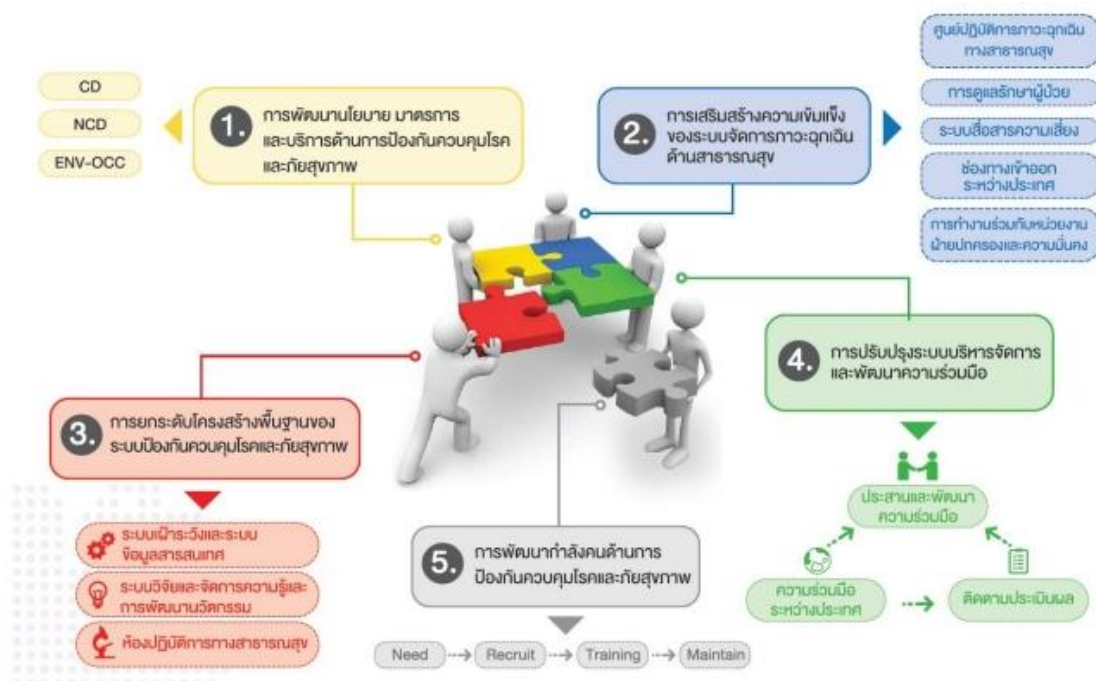 CD
NCD
ENV-OCC
1.
การพัฒนานโยบาย มาตรการ
และบริการด้านการป้องกันควบคุมโรค
และภัยสุขภาพ
2.
การเสริมสร้างความเข้มแข็ง
ของระบบจัดการภาวะฉุกเฉิน
ด้านสาธารณสุข
ศูนย์ปฏิบัติการภาวะฉุกเฉิน
ทางสาธารณสุข
การดูแลรักษาผู้ป่วย
ระบบสื่อสารความเสี่ยง
ช่องทางเข้าออก
ระหว่างประเทศ
การทำงานร่วมกับหน่วยงาน
ฝ่ายปกครองและความมั่นคง
3.
การยกระดับโครงสร้างพื้นฐานของ
ระบบป้องกันควบคุมโรคและภัยสุขภาพ
ระบบเฝ้าระวังและระบบ
ข้อมูลสารสนเทศ
ระบบวิจัยและจัดการความรู้และ
การพัฒนานวัตกรรม
ห้องปฏิบัติการทางสาธารณสุข
4.
การปรับปรุงระบบบริหารจัดการ
และพัฒนาความร่วมมือ
ประสานและพัฒนา
ความร่วมมือ
ความร่วมมือ
ระหว่างประเทศ
ติดตามประเมินผล
5.
การพัฒนากำลังคนด้านการ
ป้องกันควบคุมโรคและภัยสุขภาพ
Need
Recruit
Training
Maintain